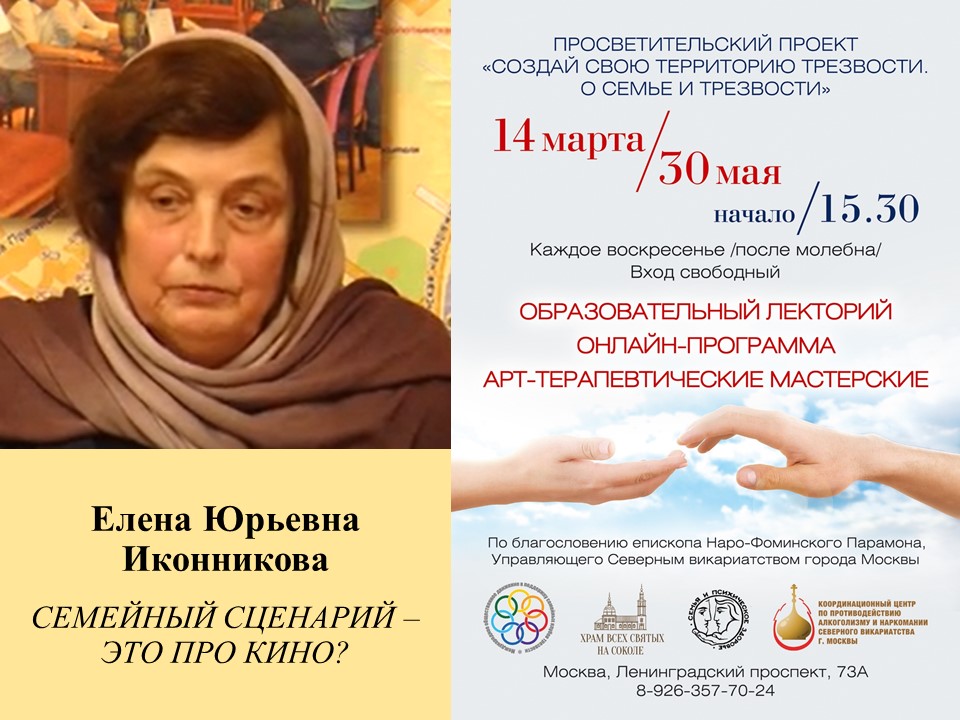 Елена Юрьевна
Иконникова
СЕМЕЙНЫЙ СЦЕНАРИЙ –
ЭТО ПРО КИНО?
ПРОСВЕТИТЕЛЬСКИЙ ПРОЕКТ
«СОЗДАЙ СВОЮ ТЕРРИТОРИЮ ТРЕЗВОСТИ.
О СЕМЬЕ И ТРЕЗВОСТИ»
14 марта/
30 мая
начало/15.30
Каждое воскресенье /после молебна/
Вход свободный
ОБРАЗОВАТЕЛЬНЫЙ ЛЕКТОРИЙ
ОНЛАЙН-ПРОГРАММА
АРТ-ТЕРАПЕВТИЧЕСКИЕ МАСТЕРСКИЕ
По благословению епископа Наро-Фоминского Парамона,
Управляющего Северным викариатством города Москвы
ХРАМ ВСЕХ СВЯТЫХ
НА СОКОЛЕ
СЕМЬЯ И ПСИХИЧЕСКОЕ ЗДОРОВЬЕ
КООРДИНАЦИОННЫЙ ЦЕНТР
ПО ПРОТИВОДЕЙСТВИЮ
АЛКОГОЛИЗМУ И НАРКОМАНИИ
СЕВЕРНОГО ВИКАРИАТСТВА
Г. МОСКВЫ
Москва, Ленинградский проспект, 73А
8-926-357-70-24